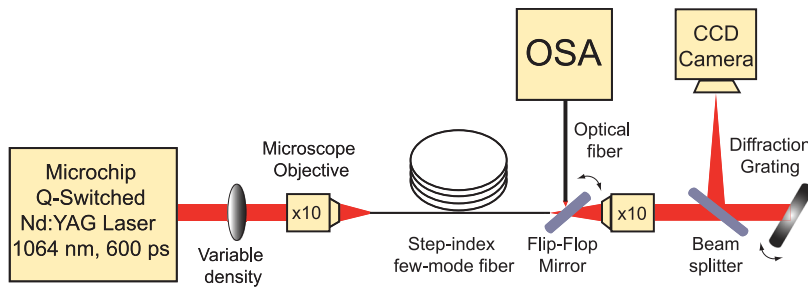 OSA
CCD
Camera
Microscope
Objective
Optical
fiber
Diffraction
Grating
Microchip
Q-Switched
Nd:YAG Laser
1064 nm, 600 ps
x10
x10
Variable
density
Step-index
few-mode fiber
Flip-Flop
Mirror
Beam
splitter